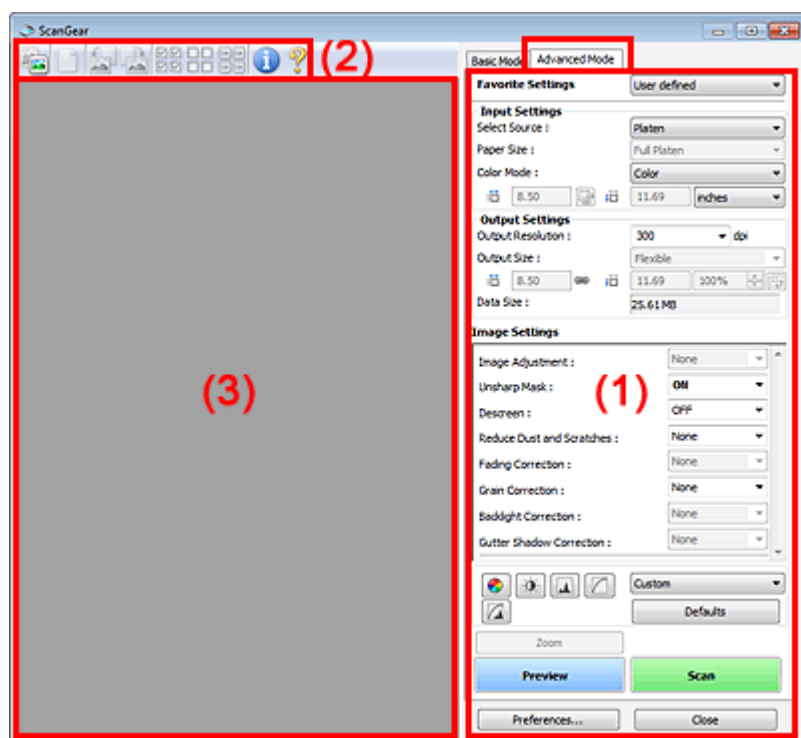 ScanGear
(2)
Basic Mode Advanced Mode
Favorite Settings User defined
Input Settings
Select Source : Platen
Paper Size : Full Platen
Color Mode : Color
8.50 11.69 inches
Output Settings
Output Resolution : 300 dpi
Output Size : Flexible
8.50 11.69 100%
Data Size : 25.61 MB
Image Settings
Image Adjustment : None
Unsharp Mask : ON
Descreen : OFF
Reduce Dust and Scratches : None
Fading Correction : None
Grain Correction : None
Backlight Correction : None
Gutter Shadow Correction : None
(1)
(3)
Custom
Defaults
Zoom
Preview Scan
Preferences... Close